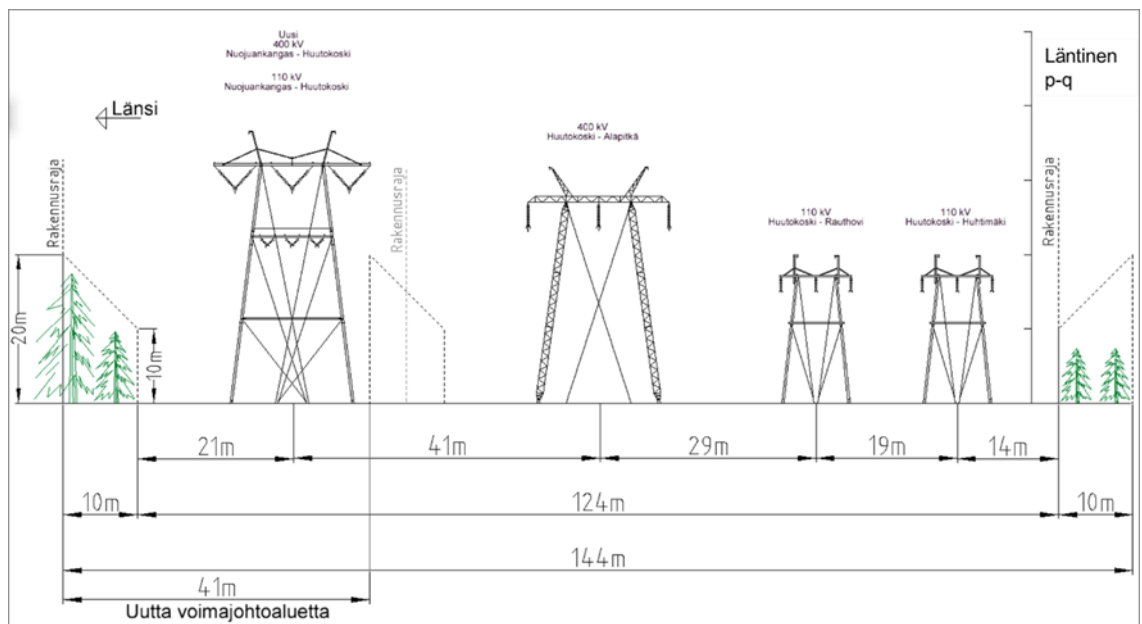 Uusi
400 kV
Nuojuankangas - Huutokoski
110 kV
Nuojuankangas - Huutokoski
Läntinen
p-q
Länsi
400 kV
Huutokoski - Alapitkä
110 kV
Huutokoski - Rauthovi
110 kV
Huutokoski - Huhtimäki
Rakennusraja
Rakennusraja
Rakennusraja
20m
10m
21m
41m
29m
19m
14m
10m
124m
10m
144m
41m
Uutta voimajohtoaluetta